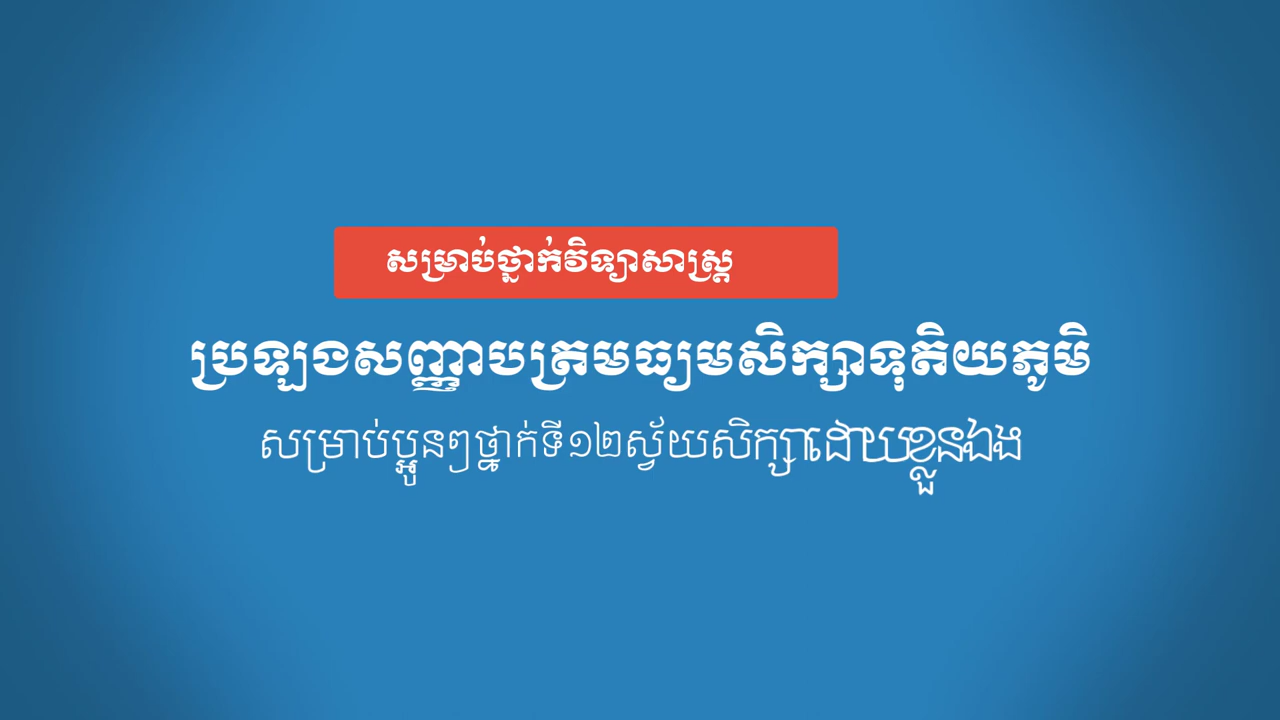 សម្រាប់ថ្នាក់វិទ្យាសាស្ត្រ
ប្រឡងសញ្ញាបត្រមធ្យមសិក្សាទុតិយភូមិ
សម្រាប់ប្អូនៗថ្នាក់ទី១២ស្វ័យសិក្សាដោយខ្លួនឯង